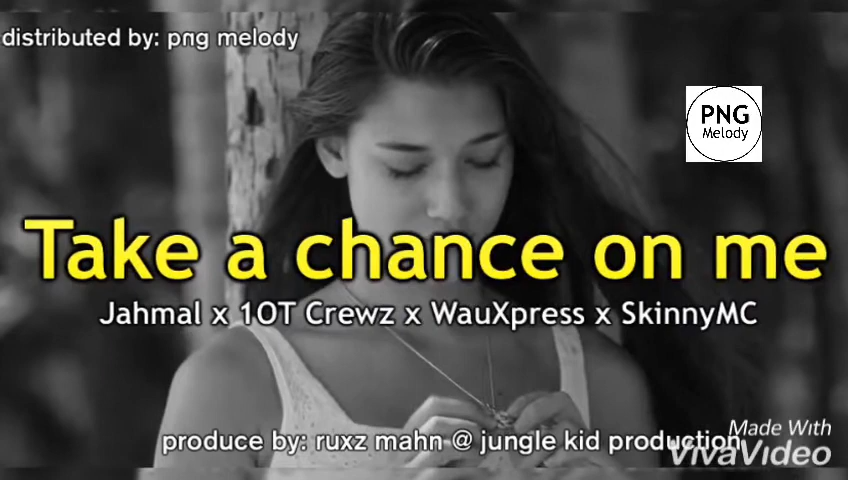 distributed by: png melody
PNG
Melody
Take a chance on me
Jahmal x 1OT Crewz x WauXpress x SkinnyMC
produce by: ruxz mahn @ jungle kid production
Made With
VivaVideo